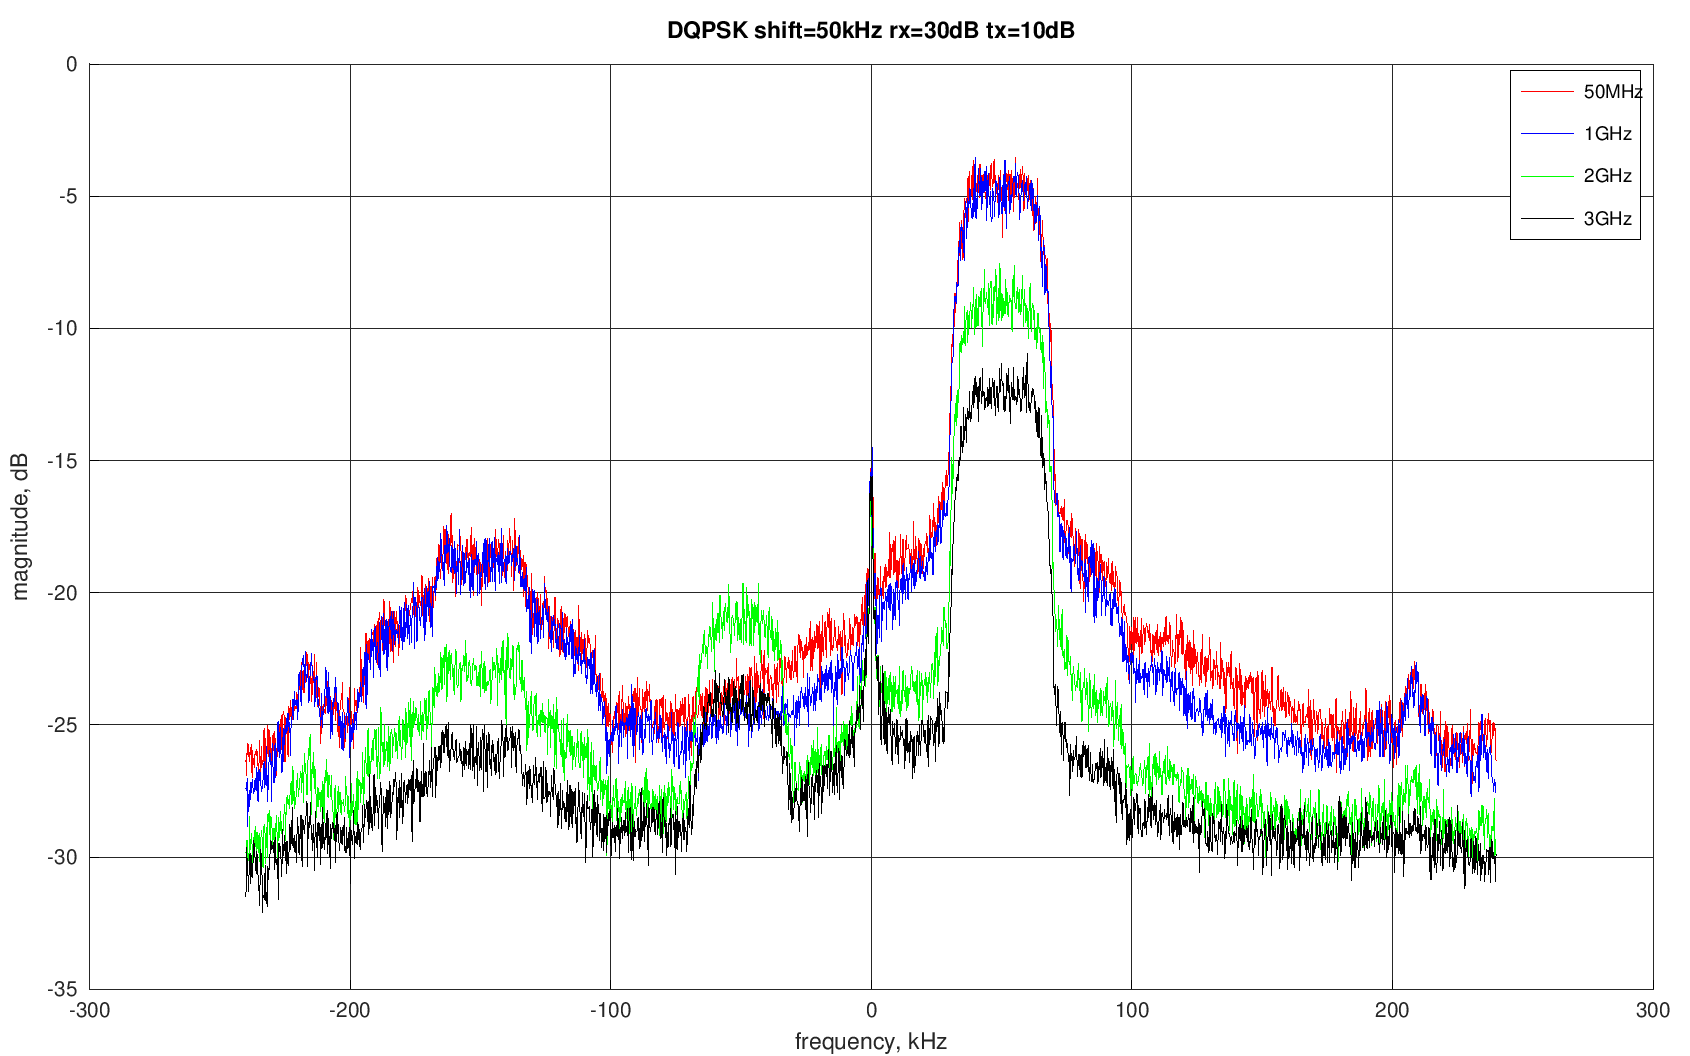 DQPSK shift=50kHz rx=30dB tx=10dB
0
-5
-10
-15
-20
-25
-30
-35
magnitude, dB
50MHz
1GHz
2GHz
3GHz
-300
-200
-100
0
100
200
300
frequency, kHz